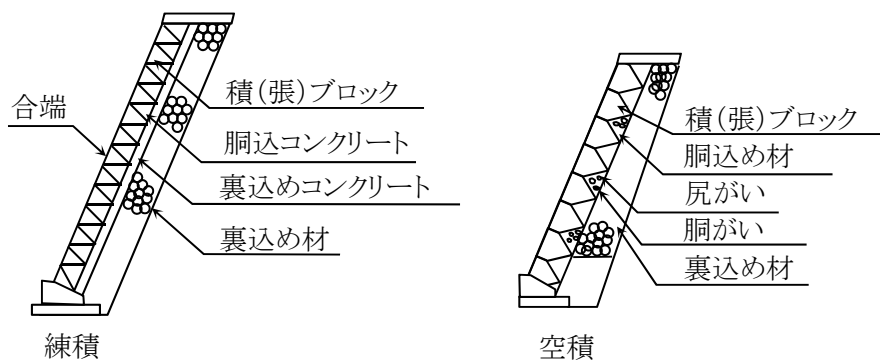 合端
積(張)ブロック
胴込コンクリート
裏込めコンクリート
裏込め材
練積
積(張)ブロック
胴込め材
尻がい
胴がい
裏込め材
空積